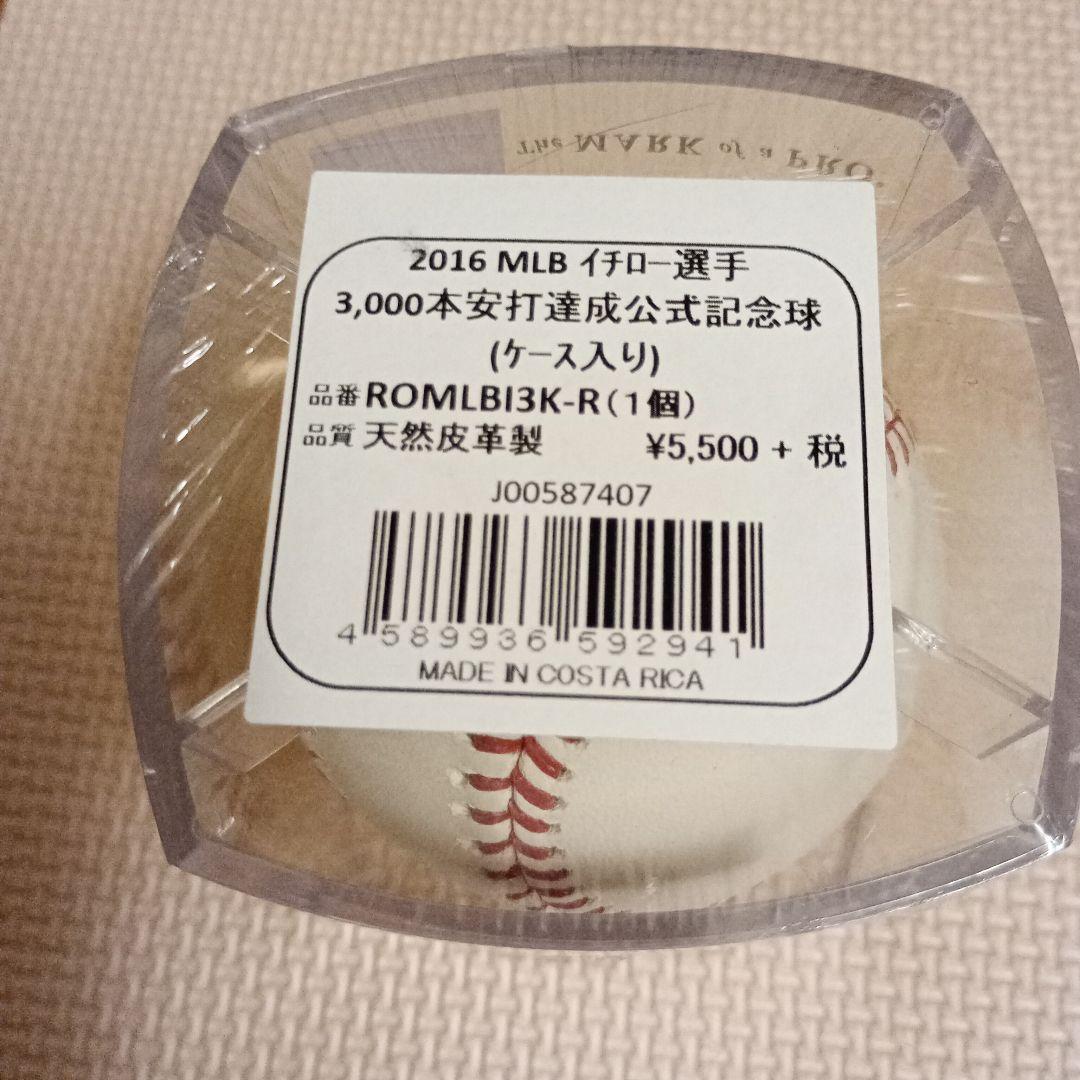 The MARK of a PRO.
2016 MLB ｲﾁﾛｰ選手
3,000本安打達成公式記念球
(ｹｰｽ入り)
品番 ROMLBI3K-R（1個）
品質 天然皮革製 ¥5,500 + 税
J00587407
4 589936 592941
MADE IN COSTA RICA